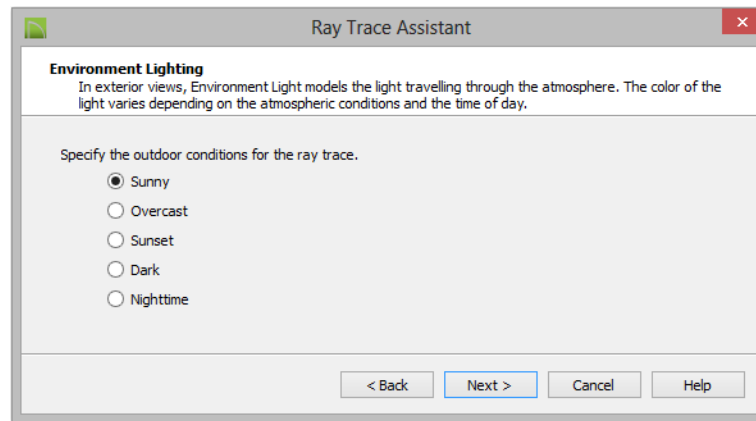 Ray Trace Assistant
Environment Lighting
In exterior views, Environment Light models the light travelling through the atmosphere. The color of the
light varies depending on the atmospheric conditions and the time of day.
Specify the outdoor conditions for the ray trace.
Sunny
Overcast
Sunset
Dark
Nighttime
< Back Next > Cancel Help